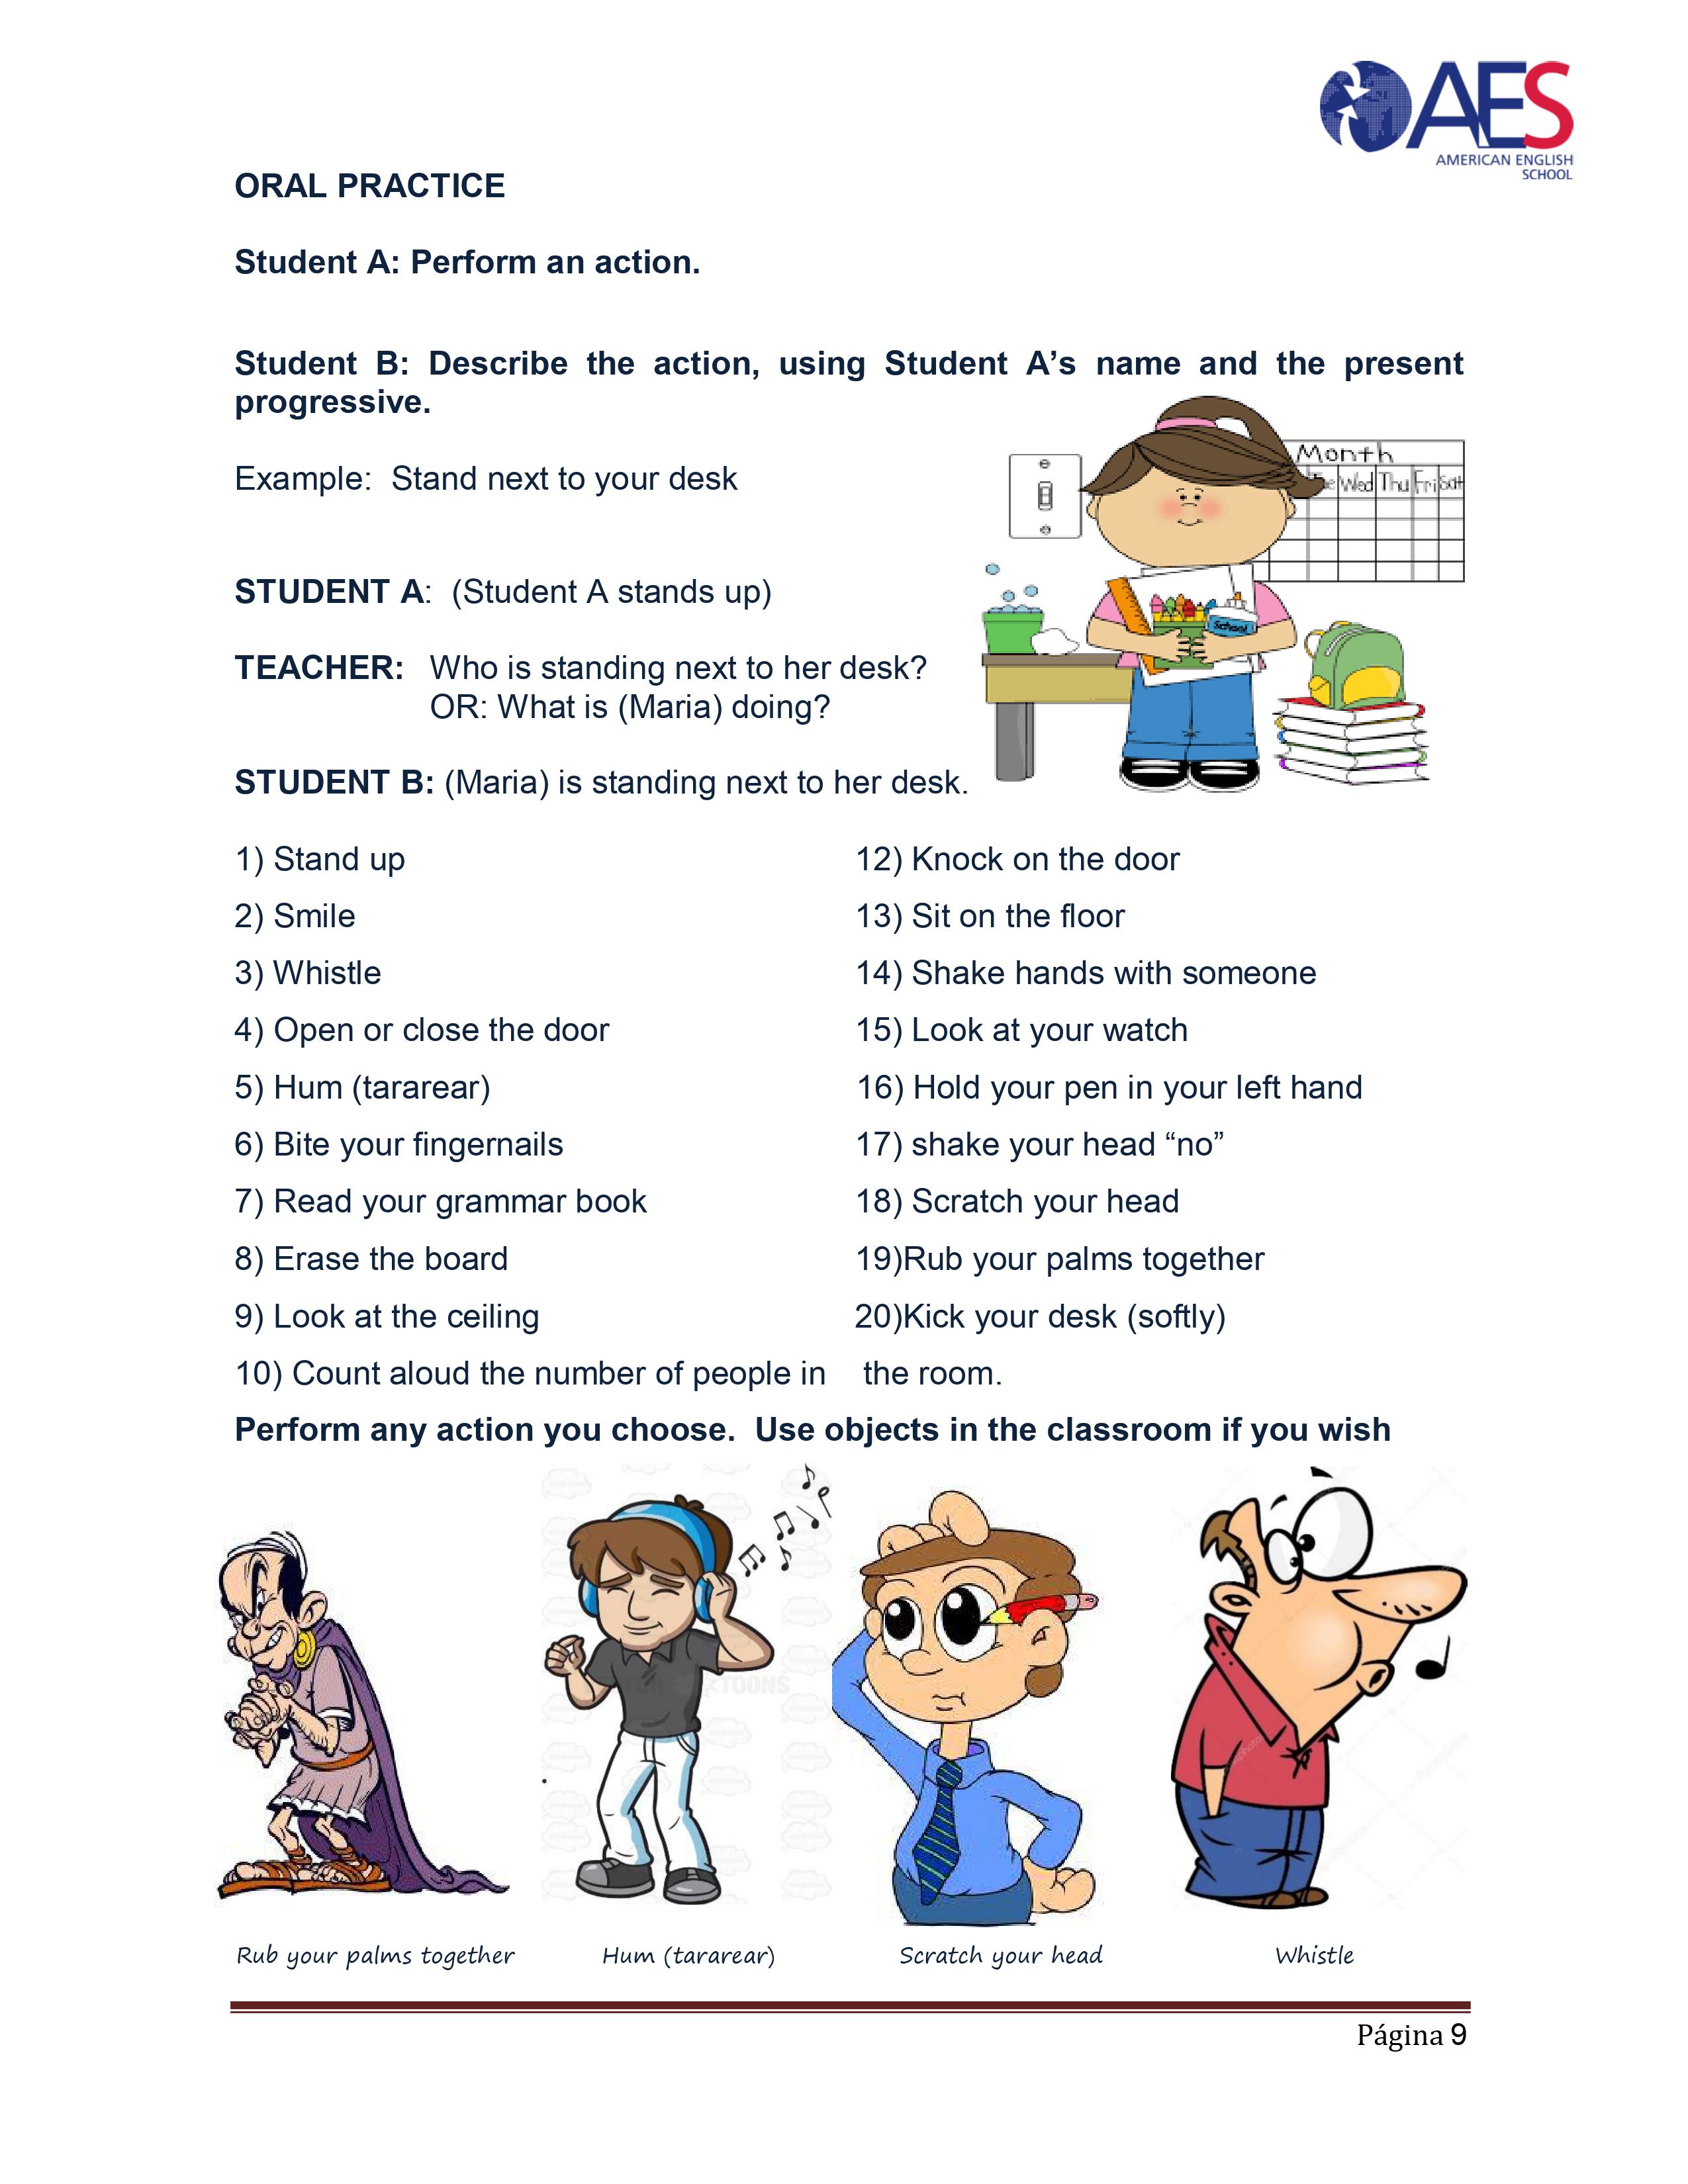 AES
AMERICAN ENGLISH
SCHOOL
ORAL PRACTICE
Student A: Perform an action.
Student B: Describe the action, using Student A’s name and the present
progressive.
Example: Stand next to your desk
STUDENT A: (Student A stands up)
TEACHER: Who is standing next to her desk?
OR: What is (Maria) doing?
STUDENT B: (Maria) is standing next to her desk.
Month
Wed Thu Fri Sat
School
1) Stand up
2) Smile
3) Whistle
4) Open or close the door
5) Hum (tararear)
6) Bite your fingernails
7) Read your grammar book
8) Erase the board
9) Look at the ceiling
10) Count aloud the number of people in the room.
12) Knock on the door
13) Sit on the floor
14) Shake hands with someone
15) Look at your watch
16) Hold your pen in your left hand
17) shake your head “no”
18) Scratch your head
19)Rub your palms together
20)Kick your desk (softly)
Perform any action you choose. Use objects in the classroom if you wish
Rub your palms together
Hum (tararear)
Scratch your head
Whistle
Página 9